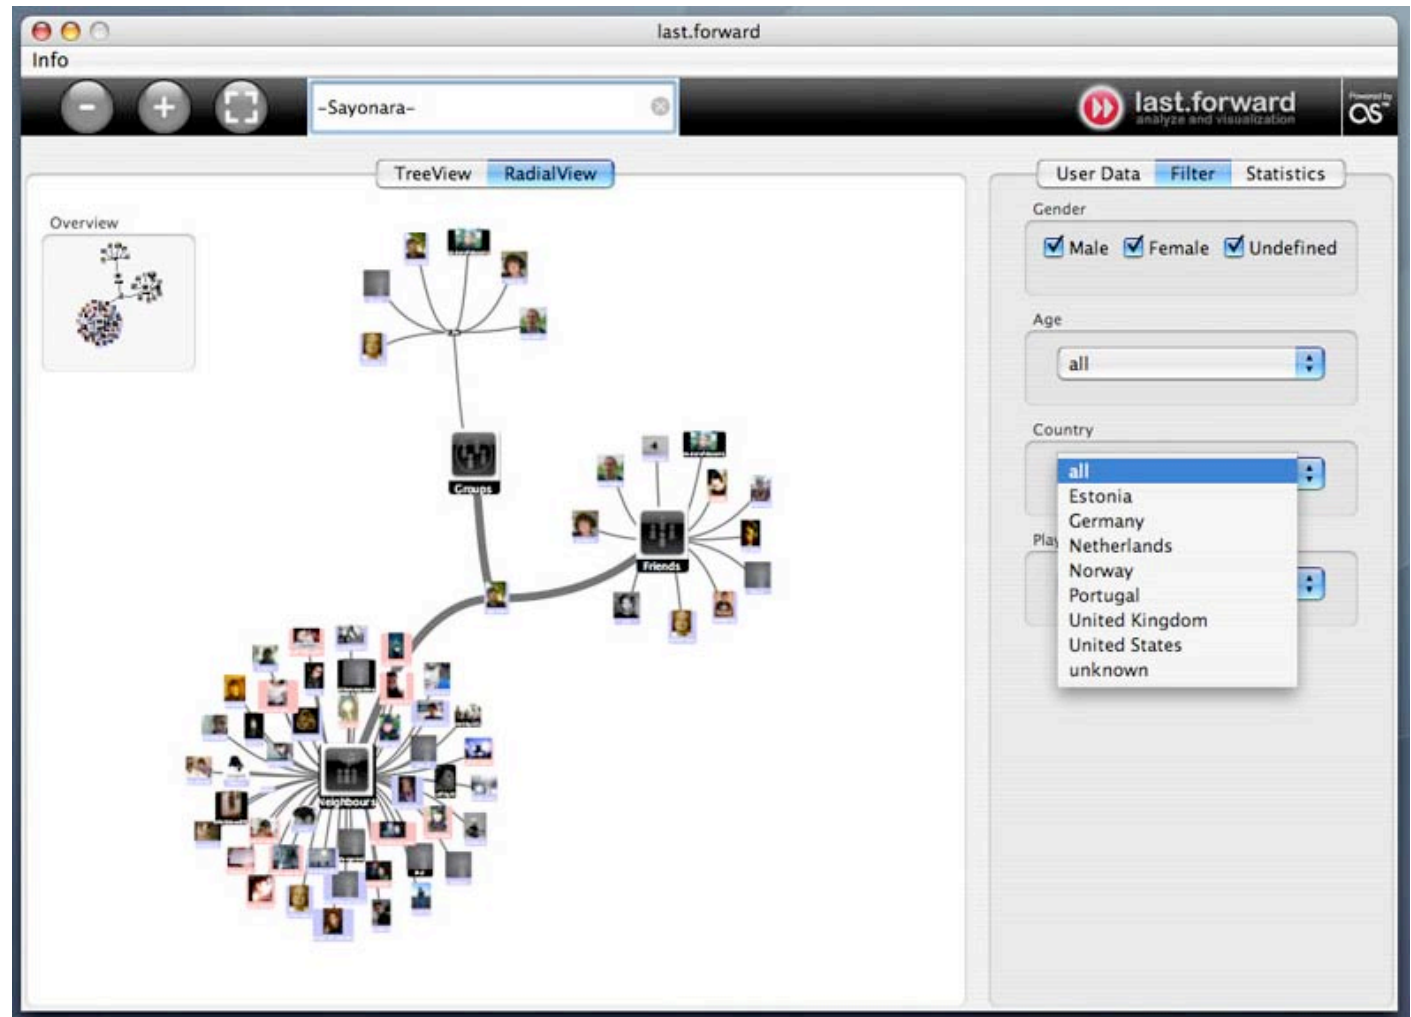 last.forward
Info
-Sayonara-
last.forward
analyze and visualization
Powered by
TreeView RadialView
User Data Filter Statistics
Overview
Gender
Male Female Undefined
Age
all
Country
all
Estonia
Germany
Netherlands
Norway
Portugal
United Kingdom
United States
unknown
Play
Groups
Friends
Neighbours